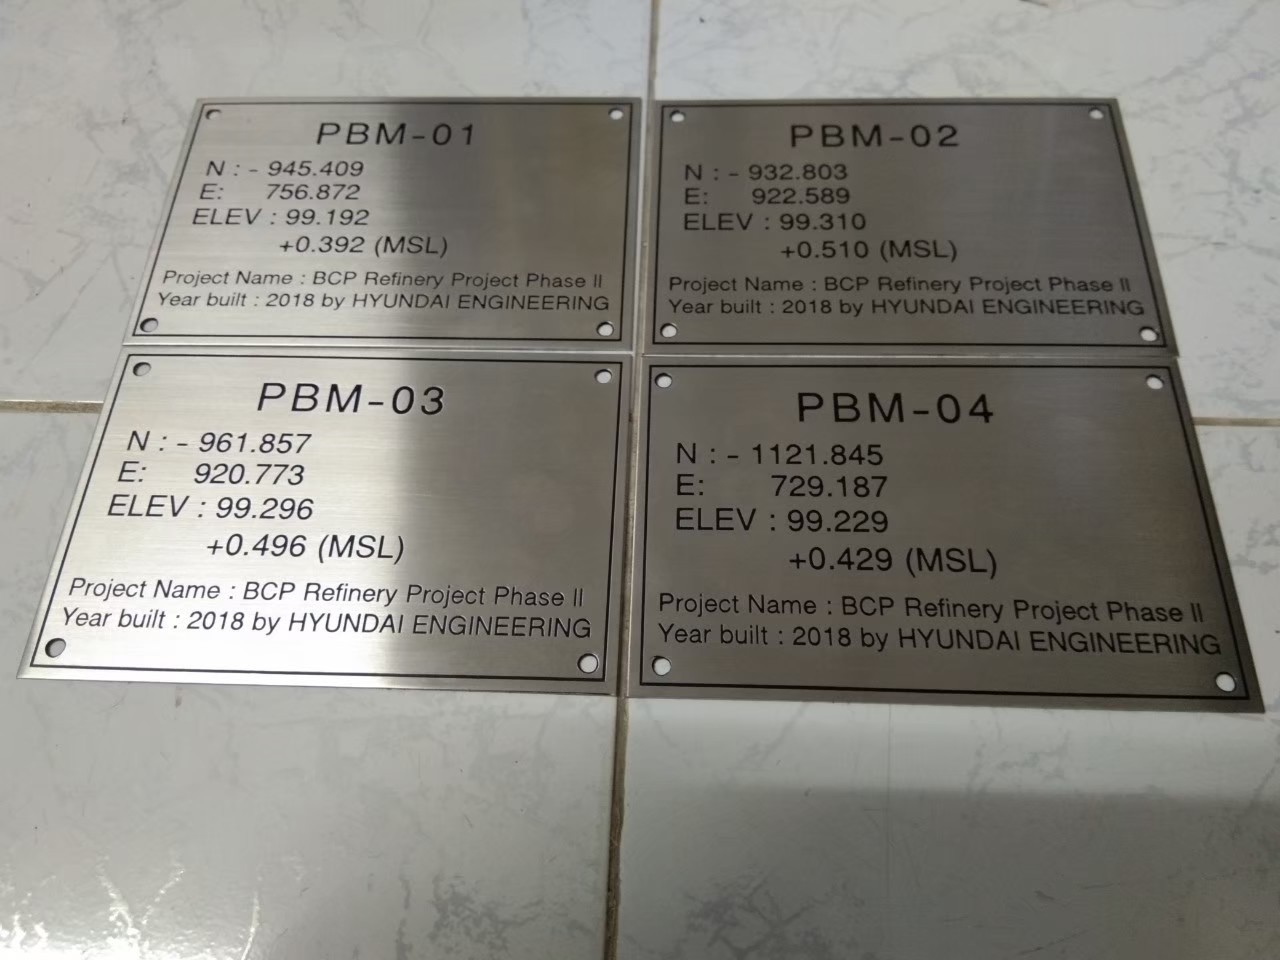 PBM-01
N : - 945.409
E: 756.872
ELEV : 99.192
+0.392 (MSL)
Project Name : BCP Refinery Project Phase II
Year built : 2018 by HYUNDAI ENGINEERING
PBM-02
N : - 932.803
E: 922.589
ELEV : 99.310
+0.510 (MSL)
Project Name : BCP Refinery Project Phase II
Year built : 2018 by HYUNDAI ENGINEERING
PBM-03
N : - 961.857
E: 920.773
ELEV : 99.296
+0.496 (MSL)
Project Name : BCP Refinery Project Phase II
Year built : 2018 by HYUNDAI ENGINEERING
PBM-04
N : - 1121.845
E: 729.187
ELEV : 99.229
+0.429 (MSL)
Project Name : BCP Refinery Project Phase II
Year built : 2018 by HYUNDAI ENGINEERING